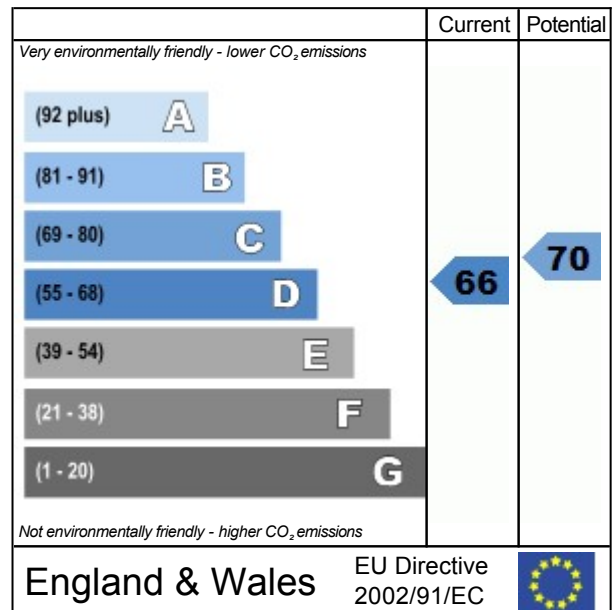 Current Potential
Very environmentally friendly - lower CO₂ emissions
(92 plus) A
(81 - 91) B
(69 - 80) C
(55 - 68) D
(39 - 54) E
(21 - 38) F
(1 - 20) G
66
70
Not environmentally friendly - higher CO₂ emissions
England & Wales
EU Directive
2002/91/EC